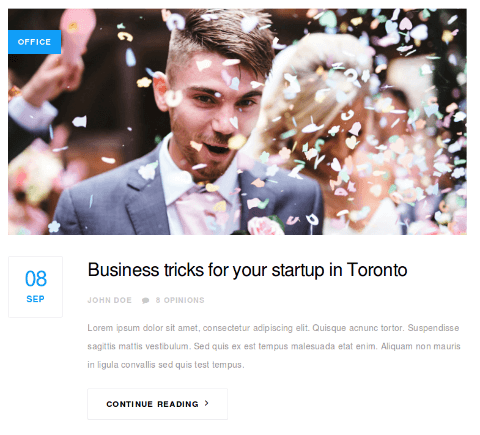 OFFICE
08
SEP
Business tricks for your startup in Toronto
JOHN DOE 8 OPINIONS
Lorem ipsum dolor sit amet, consectetur adipiscing elit. Quisque acnunc tortor. Suspendisse
sagittis mattis vestibulum. Sed quis ex est tempus malesuada etat enim. Aliquam non mauris
in ligula convallis sed quis test tempus.
CONTINUE READING